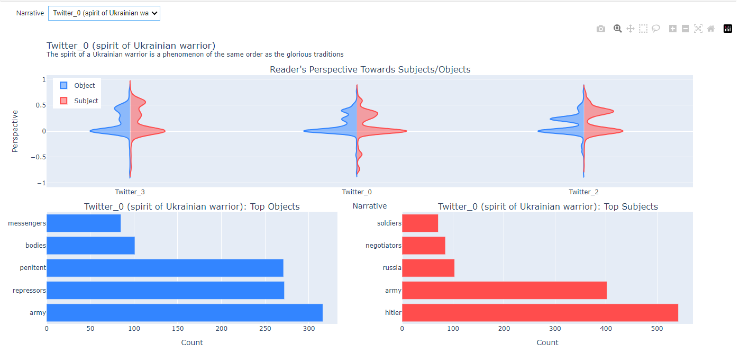 Narrative Twitter_0 (spirit of Ukrainian wa
Twitter_0 (spirit of Ukrainian warrior)
The spirit of a Ukrainian warrior is a phenomenon of the same order as the glorious traditions
Reader's Perspective Towards Subjects/Objects
Object
Subject
Perspective
1
0.5
0
−0.5
−1
Twitter_3 Twitter_0 Twitter_2
Narrative
Twitter_0 (spirit of Ukrainian warrior): Top Objects
messengers
bodies
penitent
repressors
army
0 50 100 150 200 250 300
Count
Twitter_0 (spirit of Ukrainian warrior): Top Subjects
soldiers
negotiators
russia
army
hitler
0 100 200 300 400 500
Count